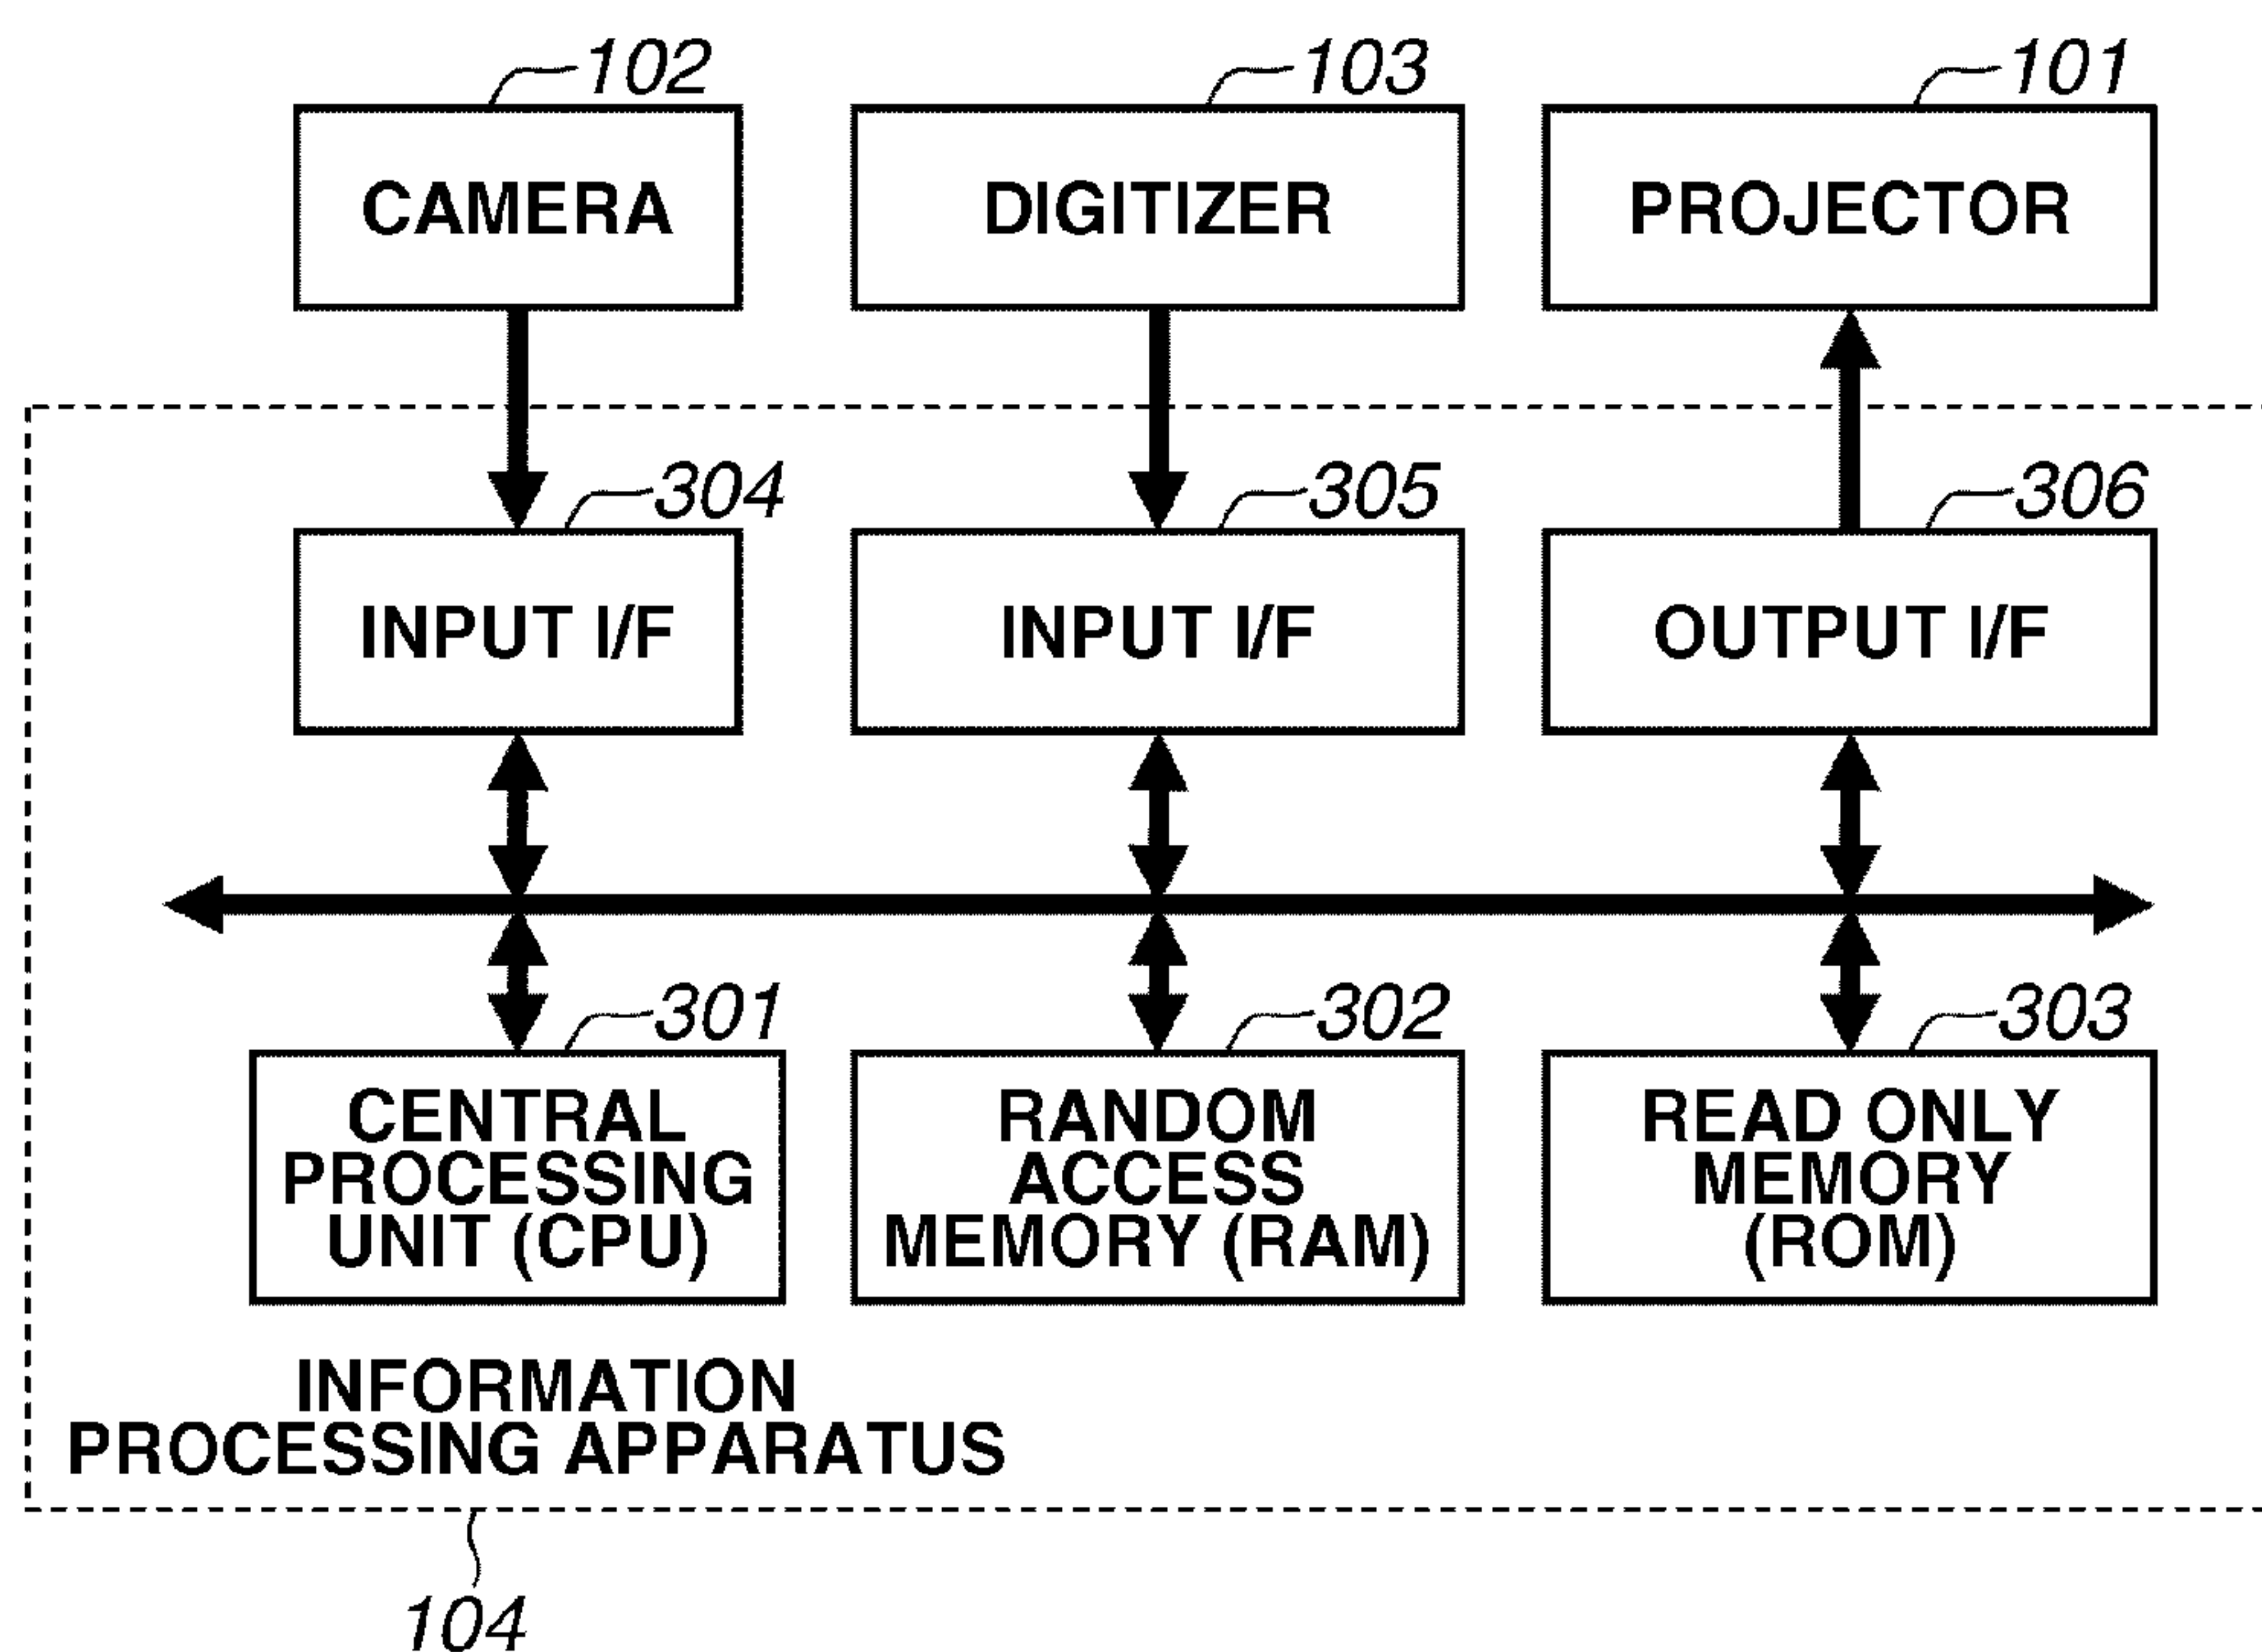 102
103
101
CAMERA
DIGITIZER
PROJECTOR
304
305
306
INPUT I/F
INPUT I/F
OUTPUT I/F
301
302
303
CENTRAL
PROCESSING
UNIT (CPU)
RANDOM
ACCESS
MEMORY (RAM)
READ ONLY
MEMORY
(ROM)
INFORMATION
PROCESSING APPARATUS
104